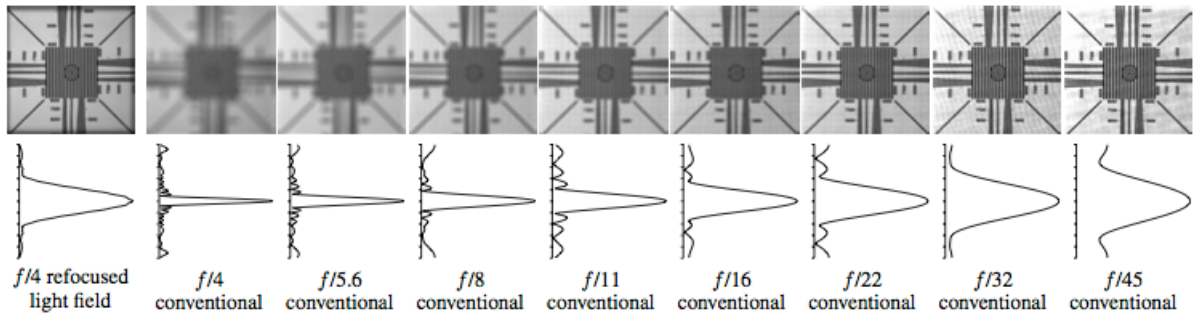 f/4 refocused
light field
f/4
conventional
f/5.6
conventional
f/8
conventional
f/11
conventional
f/16
conventional
f/22
conventional
f/32
conventional
f/45
conventional